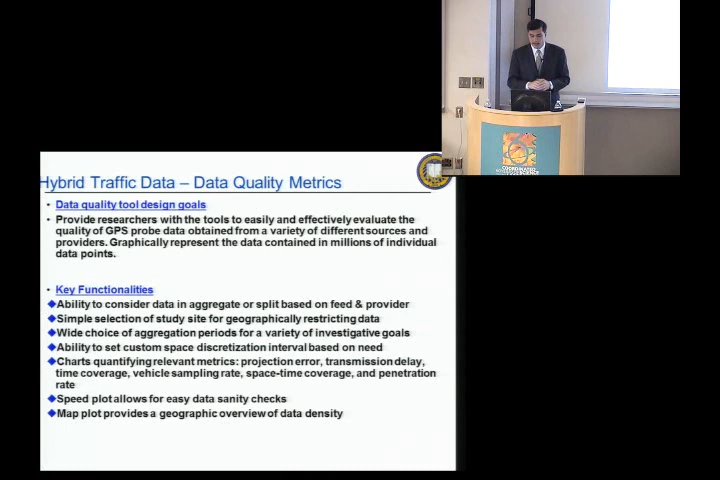 Hybrid Traffic Data – Data Quality Metrics
• Data quality tool design goals
• Provide researchers with the tools to easily and effectively evaluate the
quality of GPS probe data obtained from a variety of different sources and
providers. Graphically represent the data contained in millions of individual
data points.
• Key Functionalities
◆Ability to consider data in aggregate or split based on feed & provider
◆Simple selection of study site for geographically restricting data
◆Wide choice of aggregation periods for a variety of investigative goals
◆Ability to set custom space discretization interval based on need
◆Charts quantifying relevant metrics: projection error, transmission delay,
time coverage, vehicle sampling rate, space-time coverage, and penetration
rate
◆Speed plot allows for easy data sanity checks
◆Map plot provides a geographic overview of data density
COORDINATED
SCIENCE